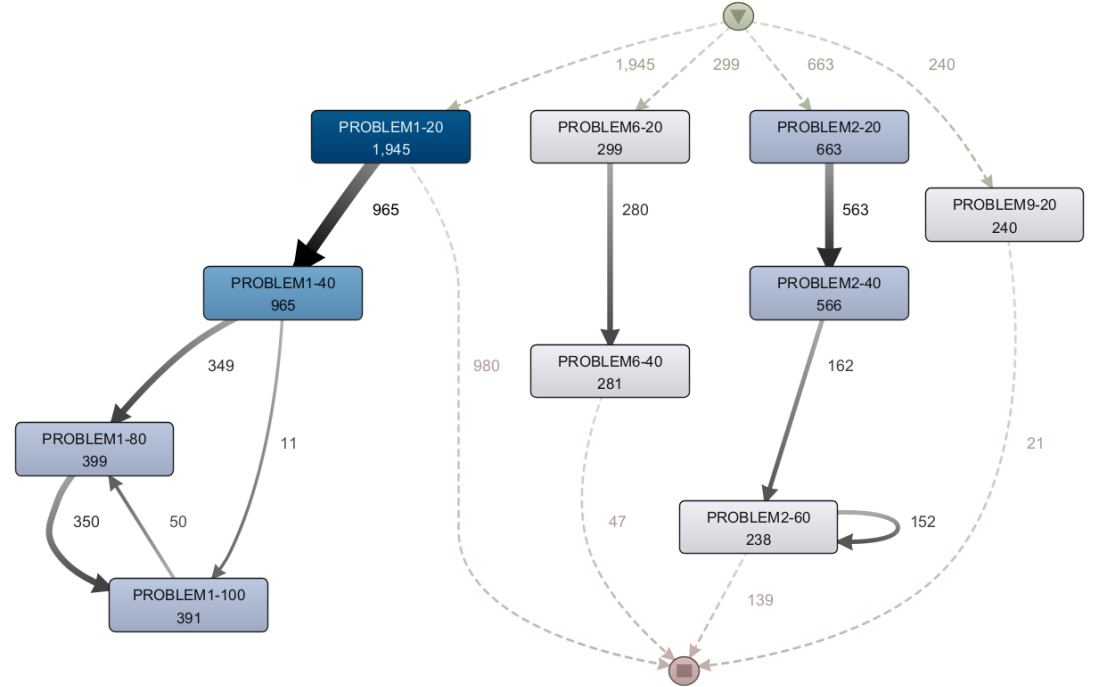 1,945
299
663
240
PROBLEM1-20
1,945
PROBLEM6-20
299
PROBLEM2-20
663
PROBLEM9-20
240
965
280
563
PROBLEM1-40
965
PROBLEM2-40
566
349
980
PROBLEM6-40
281
162
PROBLEM1-80
399
11
21
350
50
47
PROBLEM2-60
238
152
PROBLEM1-100
391
139